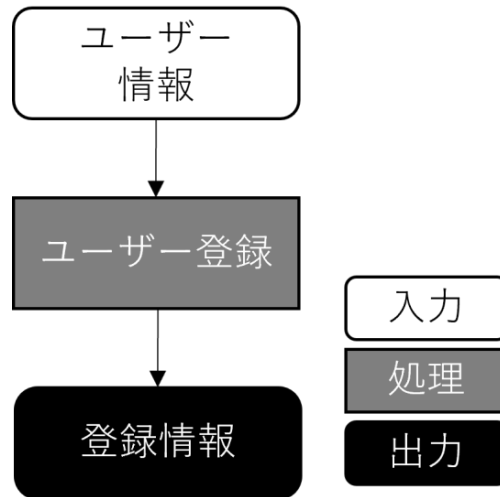 ユーザー
情報
ユーザー登録
登録情報
入力
処理
出力